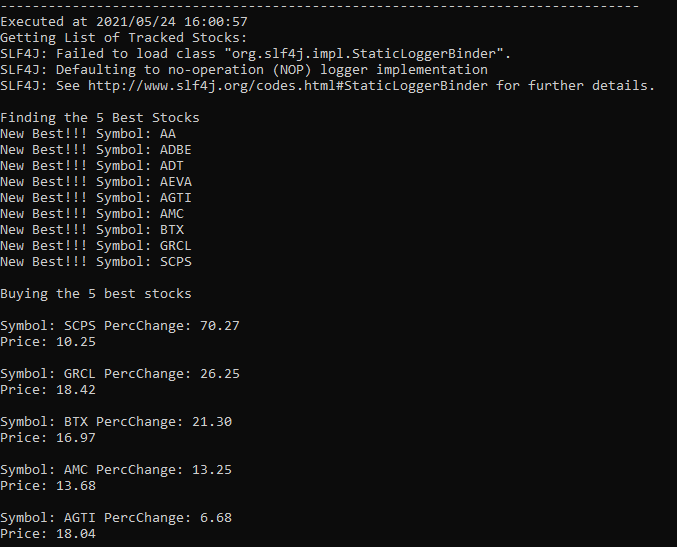 --------------------------------------------------------------------------------
Executed at 2021/05/24 16:00:57
Getting List of Tracked Stocks:
SLF4J: Failed to load class "org.slf4j.impl.StaticLoggerBinder".
SLF4J: Defaulting to no-operation (NOP) logger implementation
SLF4J: See http://www.slf4j.org/codes.html#StaticLoggerBinder for further details.
Finding the 5 Best Stocks
New Best!!! Symbol: AA
New Best!!! Symbol: ADBE
New Best!!! Symbol: ADT
New Best!!! Symbol: AEVA
New Best!!! Symbol: AGTI
New Best!!! Symbol: AMC
New Best!!! Symbol: BTX
New Best!!! Symbol: GRCL
New Best!!! Symbol: SCPS
Buying the 5 best stocks
Symbol: SCPS PercChange: 70.27
Price: 10.25
Symbol: GRCL PercChange: 26.25
Price: 18.42
Symbol: BTX PercChange: 21.30
Price: 16.97
Symbol: AMC PercChange: 13.25
Price: 13.68
Symbol: AGTI PercChange: 6.68
Price: 18.04